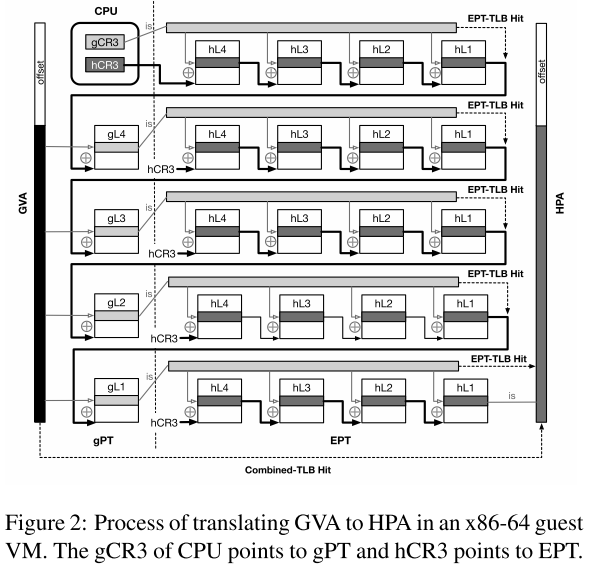 CPU
gCR3
hCR3
is
EPT-TLB Hit
hL4 hL3 hL2 hL1
offset
offset
EPT-TLB Hit
is
gL4 hL4 hL3 hL2 hL1
hCR3
EPT-TLB Hit
is
GVA
HPA
gL3 hL4 hL3 hL2 hL1
hCR3
EPT-TLB Hit
is
gL2 hL4 hL3 hL2 hL1
hCR3
EPT-TLB Hit
is
gL1 hL4 hL3 hL2 hL1
is
hCR3
gPT EPT
Combined-TLB Hit
Figure 2: Process of translating GVA to HPA in an x86-64 guest
VM. The gCR3 of CPU points to gPT and hCR3 points to EPT.